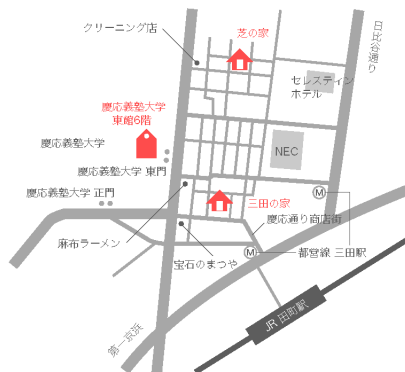 クリーニング店
芝の家
日比谷通り
セレスティン
ホテル
慶応義塾大学
東館6階
慶応義塾大学
NEC
慶応義塾大学 東門
慶応義塾大学 正門
M
三田の家
慶応通り商店街
麻布ラーメン
宝石のまつや
M
都営線 三田駅
JR 田町駅
第一京浜